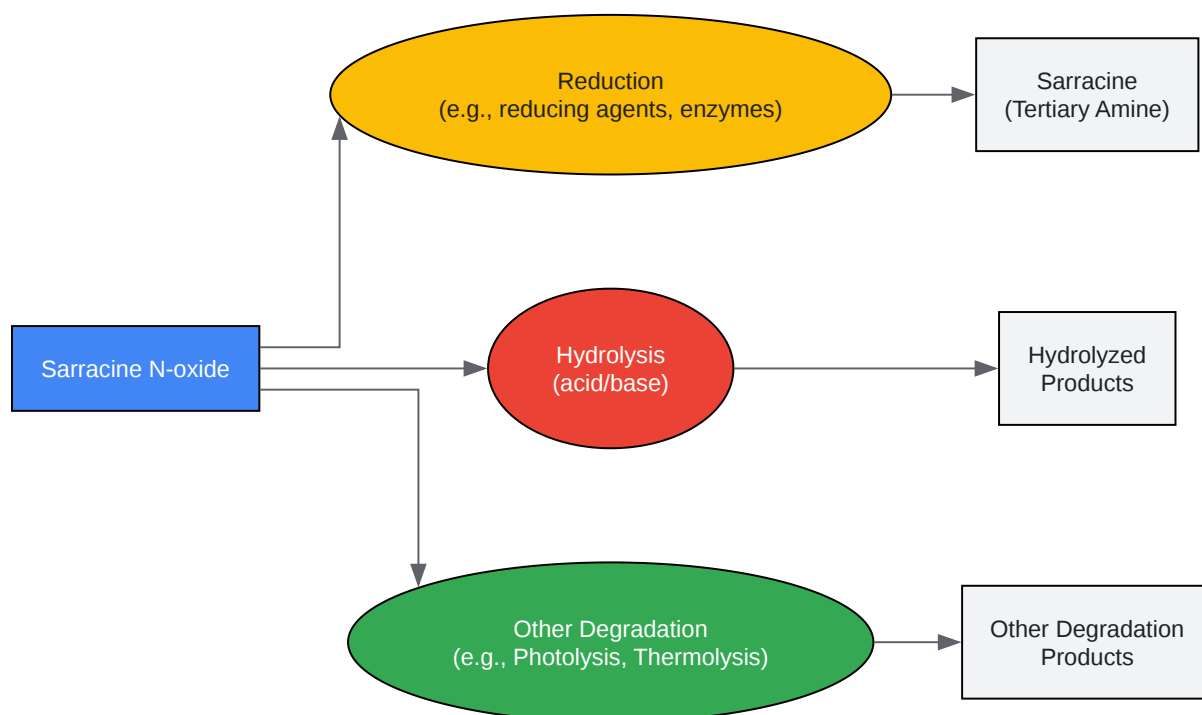 Reduction
(e.g., reducing agents, enzymes)
Sarracine
(Tertiary Amine)
Sarracine N-oxide
Hydrolysis
(acid/base)
Hydrolyzed
Products
Other Degradation
(e.g., Photolysis, Thermolysis)
Other Degradation
Products